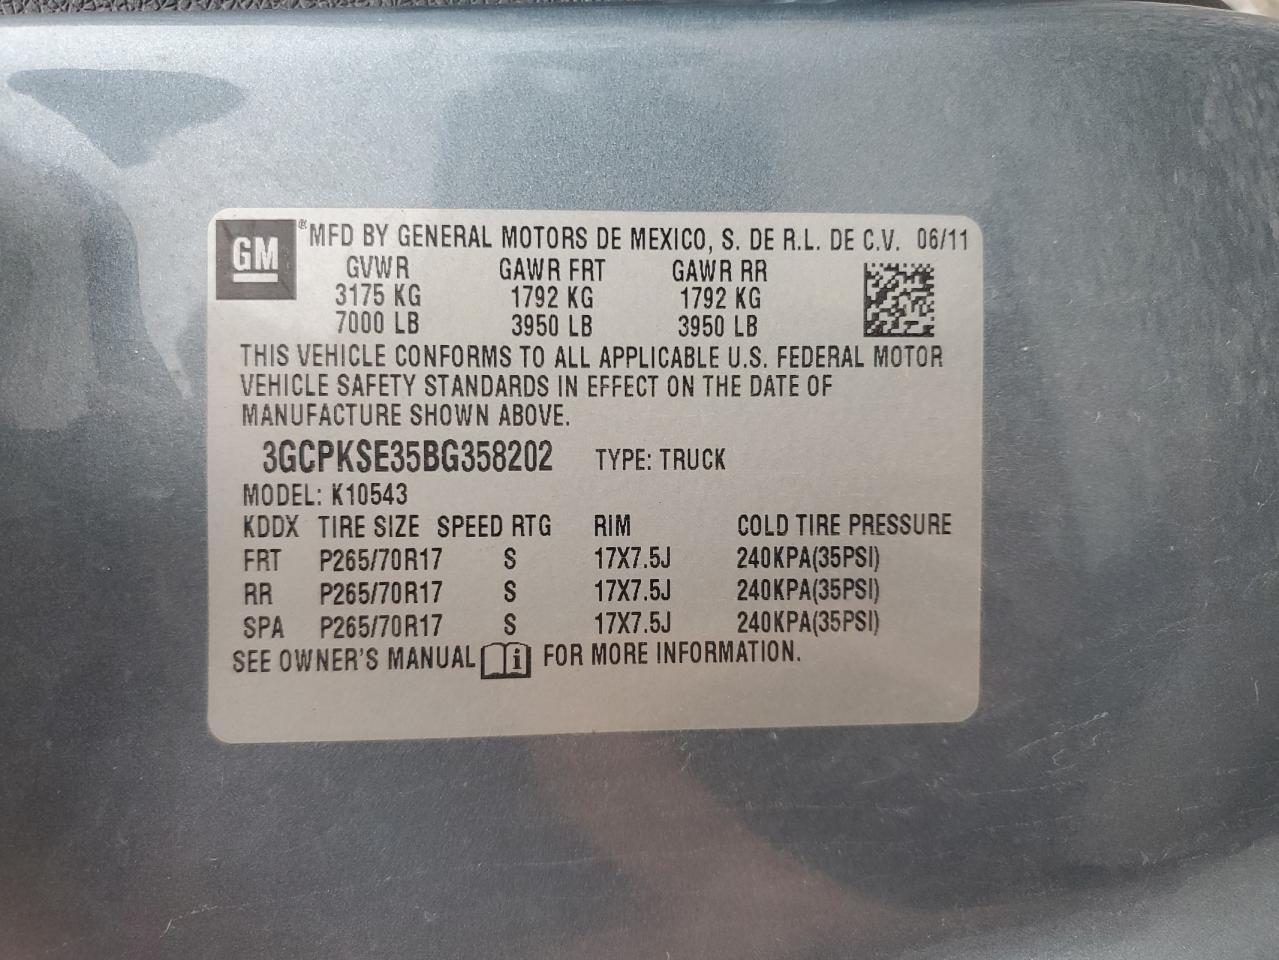 GM ® MFD BY GENERAL MOTORS DE MEXICO, S. DE R.L. DE C.V. 06/11
GVWR GAWR FRT GAWR RR
3175 KG 1792 KG 1792 KG
7000 LB 3950 LB 3950 LB
THIS VEHICLE CONFORMS TO ALL APPLICABLE U.S. FEDERAL MOTOR
VEHICLE SAFETY STANDARDS IN EFFECT ON THE DATE OF
MANUFACTURE SHOWN ABOVE.
3GCPKSE35BG358202 TYPE: TRUCK
MODEL: K10543
KDDX TIRE SIZE SPEED RTG RIM COLD TIRE PRESSURE
FRT P265/70R17 S 17X7.5J 240KPA(35PSI)
RR P265/70R17 S 17X7.5J 240KPA(35PSI)
SPA P265/70R17 S 17X7.5J 240KPA(35PSI)
SEE OWNER'S MANUAL i FOR MORE INFORMATION.